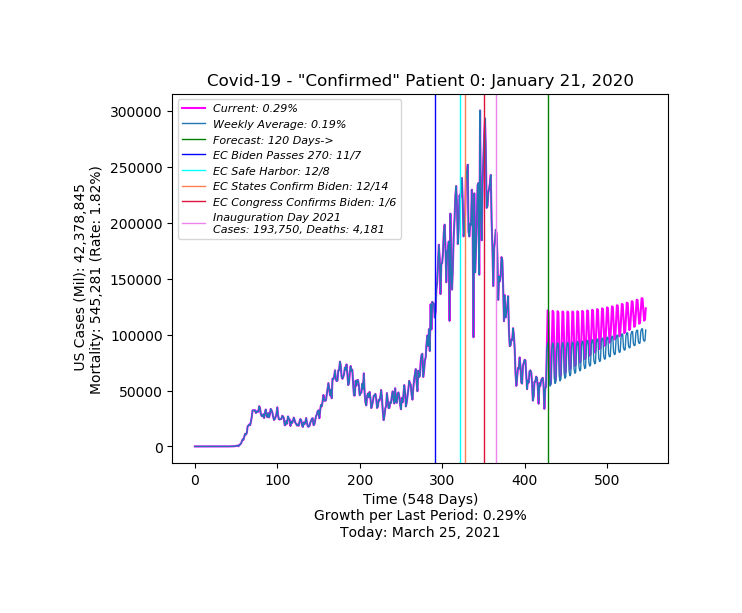 Covid-19 - "Confirmed" Patient 0: January 21, 2020
US Cases (Mil): 42,378,845
Mortality: 545,281 (Rate: 1.82%)
300000
250000
200000
150000
100000
50000
0
Current: 0.29%
Weekly Average: 0.19%
Forecast: 120 Days->
EC Biden Passes 270: 11/7
EC Safe Harbor: 12/8
EC States Confirm Biden: 12/14
EC Congress Confirms Biden: 1/6
Inauguration Day 2021
Cases: 193,750, Deaths: 4,181
0 100 200 300 400 500
Time (548 Days)
Growth per Last Period: 0.29%
Today: March 25, 2021